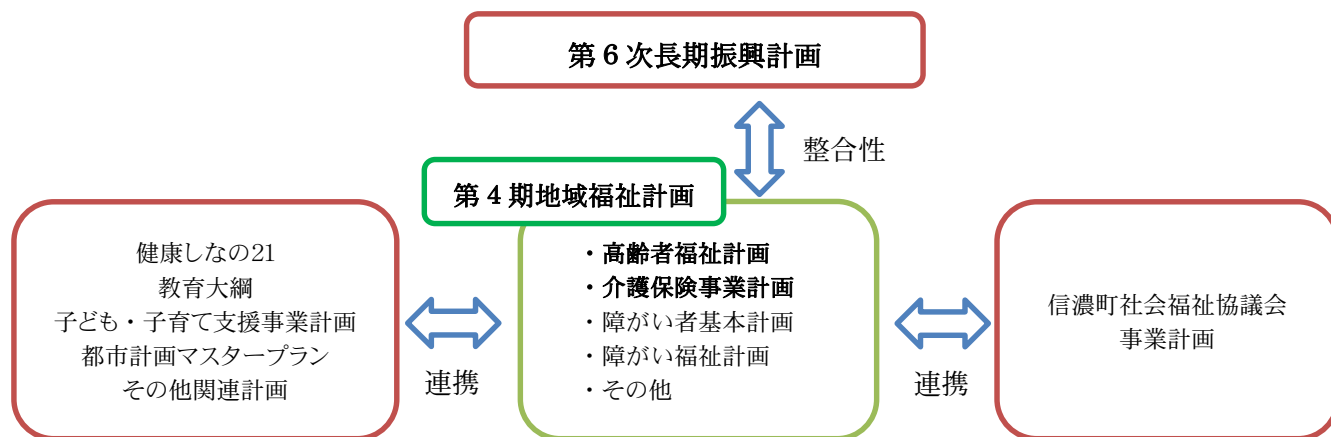 第6次長期振興計画
整合性
第4期地域福祉計画
健康しなの21
教育大綱
子ども・子育て支援事業計画
都市計画マスタープラン
その他関連計画
連携
・高齢者福祉計画
・介護保険事業計画
・障がい者基本計画
・障がい福祉計画
・その他
連携
信濃町社会福祉協議会
事業計画